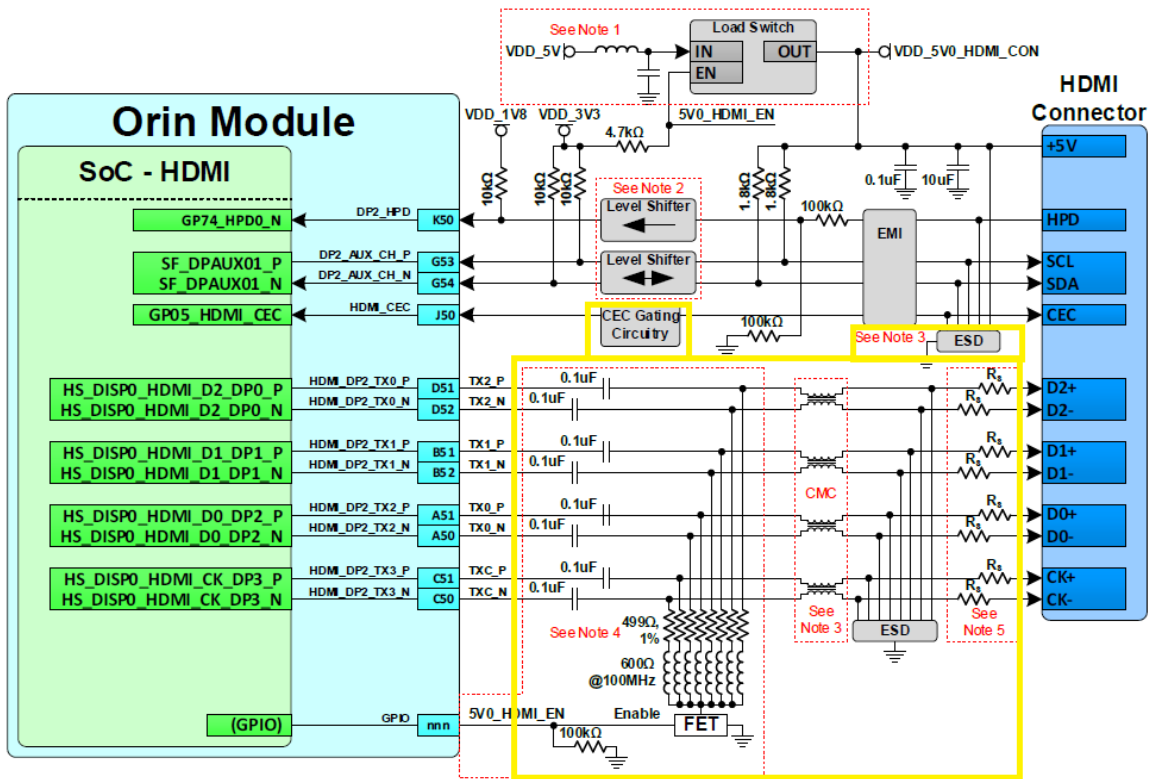 See Note 1
Load Switch
VDD_5V
IN
OUT
VDD_5V0_HDMI_CON
EN
HDMI
Connector
Orin Module
VDD_1V8
VDD_3V3
5V0_HDMI_EN
4.7kΩ
+5V
SoC - HDMI
10kΩ
10kΩ
10kΩ
See Note 2
1.8kΩ
1.8kΩ
0.1uF
10uF
Level Shifter
100kΩ
GP74_HPD0_N
DP2_HPD
K50
EMI
HPD
SF_DPAUX01_P
DP2_AUX_CH_P
G53
Level Shifter
SCL
SF_DPAUX01_N
DP2_AUX_CH_N
G54
SDA
GP05_HDMI_CEC
HDMI_CEC
J50
CEC Gating
Circuitry
100kΩ
CEC
See Note 3
ESD
HS_DISP0_HDMI_D2_DP0_P
HDMI_DP2_TX0_P
D51
TX2_P
0.1uF
Rs
D2+
HS_DISP0_HDMI_D2_DP0_N
HDMI_DP2_TX0_N
D52
TX2_N
0.1uF
Rs
D2-
HS_DISP0_HDMI_D1_DP1_P
HDMI_DP2_TX1_P
B51
TX1_P
0.1uF
Rs
D1+
HS_DISP0_HDMI_D1_DP1_N
HDMI_DP2_TX1_N
B52
TX1_N
0.1uF
Rs
D1-
CMC
HS_DISP0_HDMI_D0_DP2_P
HDMI_DP2_TX2_P
A51
TX0_P
0.1uF
Rs
D0+
HS_DISP0_HDMI_D0_DP2_N
HDMI_DP2_TX2_N
A50
TX0_N
0.1uF
Rs
D0-
HS_DISP0_HDMI_CK_DP3_P
HDMI_DP2_TX3_P
C51
TXC_P
0.1uF
Rs
CK+
HS_DISP0_HDMI_CK_DP3_N
HDMI_DP2_TX3_N
C50
TXC_N
0.1uF
Rs
CK-
See Note 4
499Ω,
1%
See
Note 3
ESD
See
Note 5
600Ω
@100MHz
(GPIO)
GPIO
nnn
5V0_HDMI_EN
Enable
FET
100kΩ